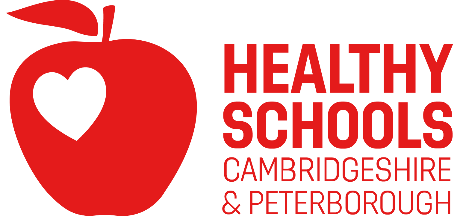 HEALTHY
SCHOOLS
CAMBRIDGESHIRE
& PETERBOROUGH